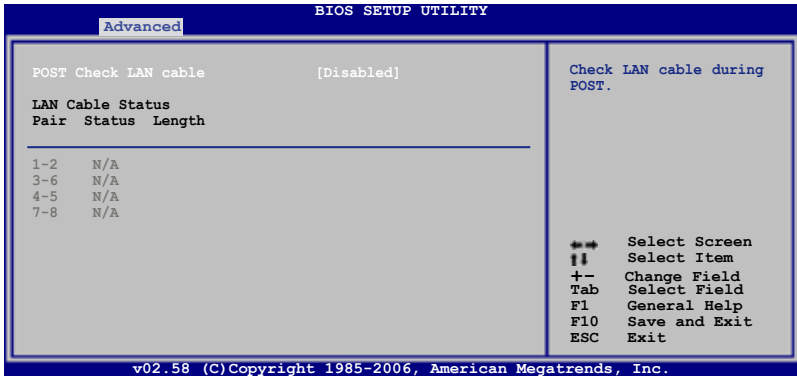 BIOS SETUP UTILITY
Advanced
POST Check LAN cable [Disabled]
LAN Cable Status
Pair Status Length
1-2 N/A
3-6 N/A
4-5 N/A
7-8 N/A
Check LAN cable during
POST.
←→ Select Screen
↑↓ Select Item
+- Change Field
Tab Select Field
F1 General Help
F10 Save and Exit
ESC Exit
v02.58 (C)Copyright 1985-2006, American Megatrends, Inc.